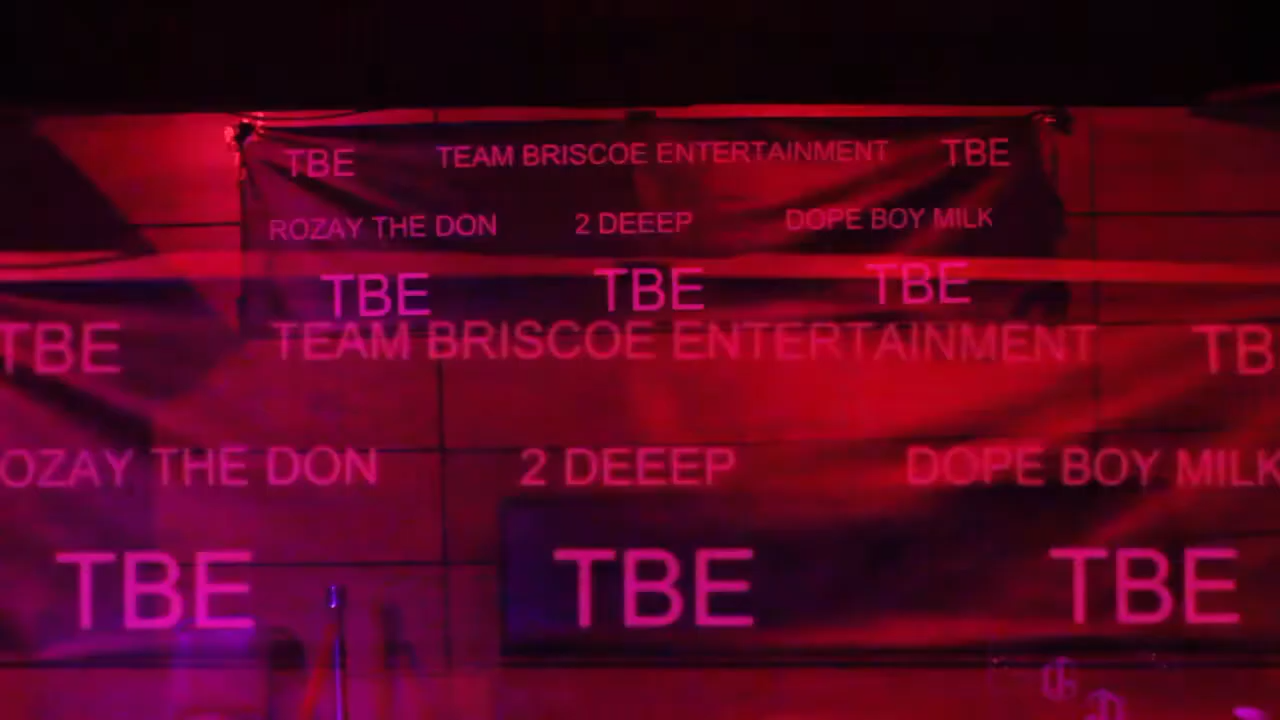 TBE TEAM BRISCOE ENTERTAINMENT TBE
ROZAY THE DON 2 DEEEP DOPE BOY MILK
TBE TBE TBE
TBE TEAM BRISCOE ENTERTAINMENT TB
OZAY THE DON 2 DEEEP DOPE BOY MILK
TBE TBE TBE